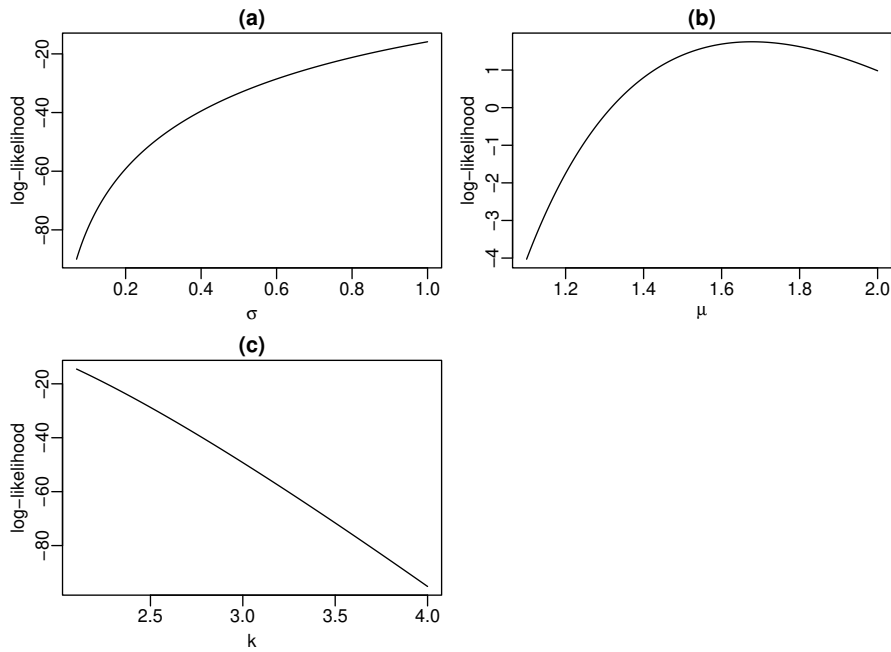 (a)
log−likelihood
−20
−40
−60
−80
0.2 0.4 0.6 0.8 1.0
σ
(b)
log−likelihood
1
0
−1
−2
−3
−4
1.2 1.4 1.6 1.8 2.0
μ
(c)
log−likelihood
−20
−40
−60
−80
2.5 3.0 3.5 4.0
k